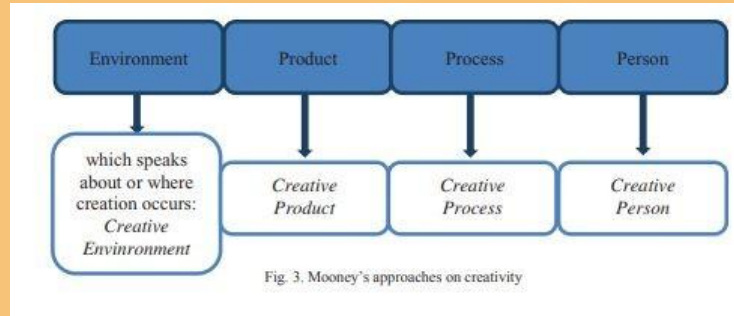 Environment
Product
Process
Person
which speaks
about or where
creation occurs:
Creative
Envinronment
Creative
Product
Creative
Process
Creative
Person
Fig. 3. Mooney's approaches on creativity